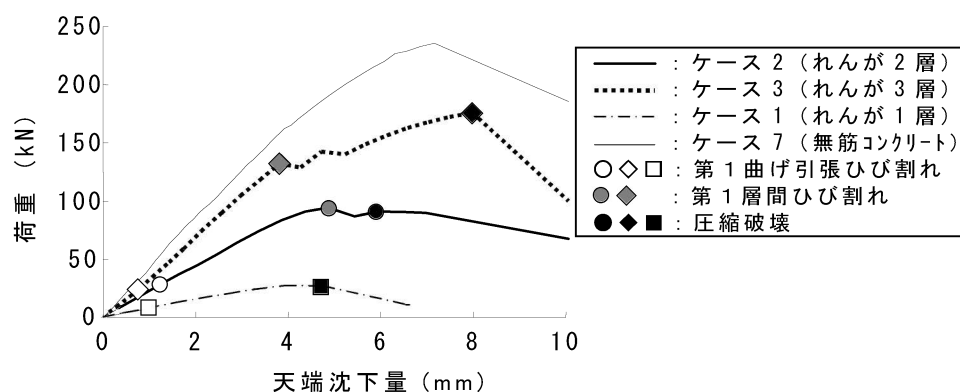 250
200
150
100
50
0
荷重 (kN)
0 2 4 6 8 10
天端沈下量 (mm)
: ケース2 (れんが2層)
: ケース3 (れんが3層)
: ケース1 (れんが1層)
: ケース7 (無筋コンクリート)
: 第1曲げ引張ひび割れ
: 第1層間ひび割れ
: 圧縮破壊